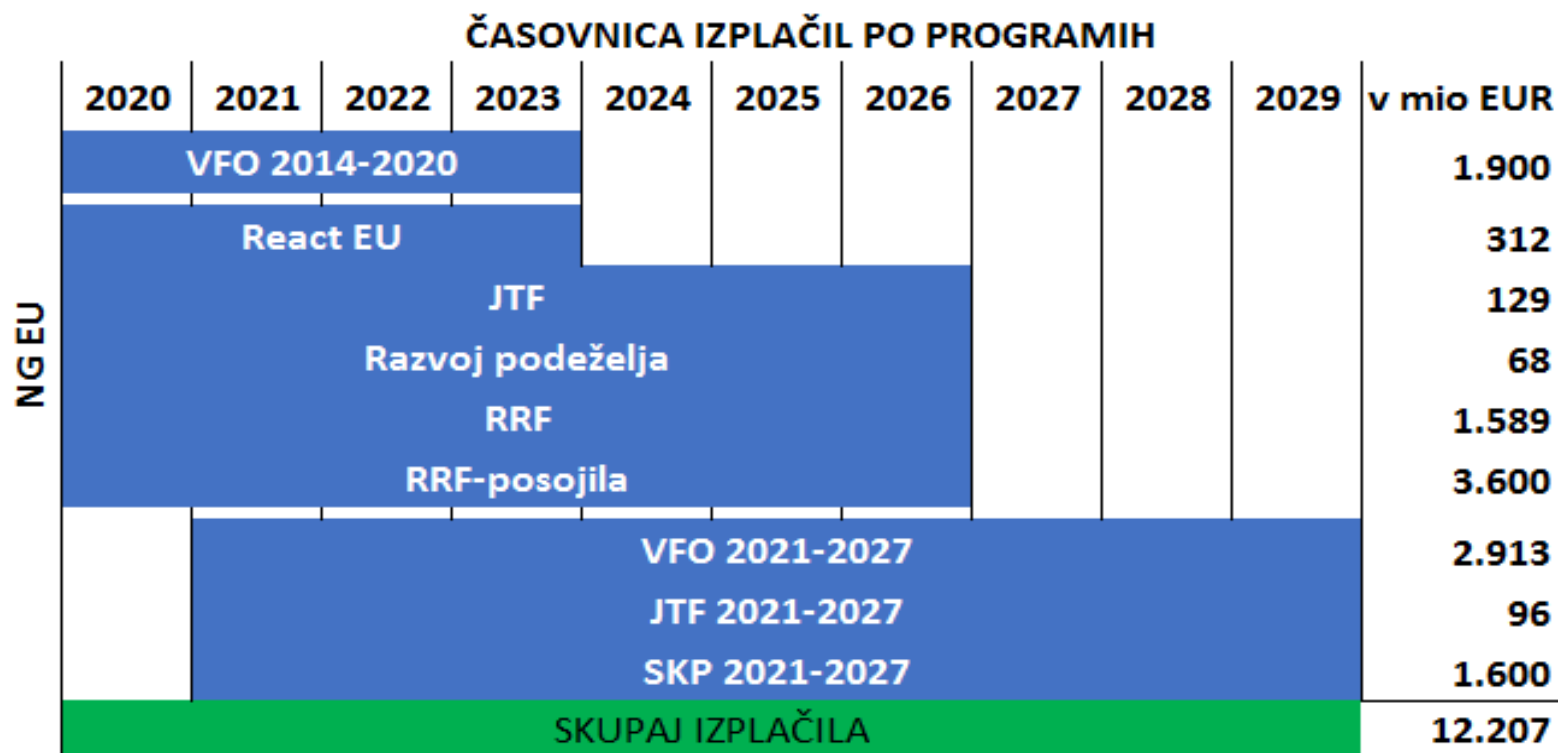 ČASOVNICA IZPLAČIL PO PROGRAMIH
2020 2021 2022 2023 2024 2025 2026 2027 2028 2029 v mio EUR
VFO 2014-2020 1.900
NG EU
React EU 312
JTF 129
Razvoj podeželja 68
RRF 1.589
RRF-posojila 3.600
VFO 2021-2027 2.913
JTF 2021-2027 96
SKP 2021-2027 1.600
SKUPAJ IZPLAČILA 12.207